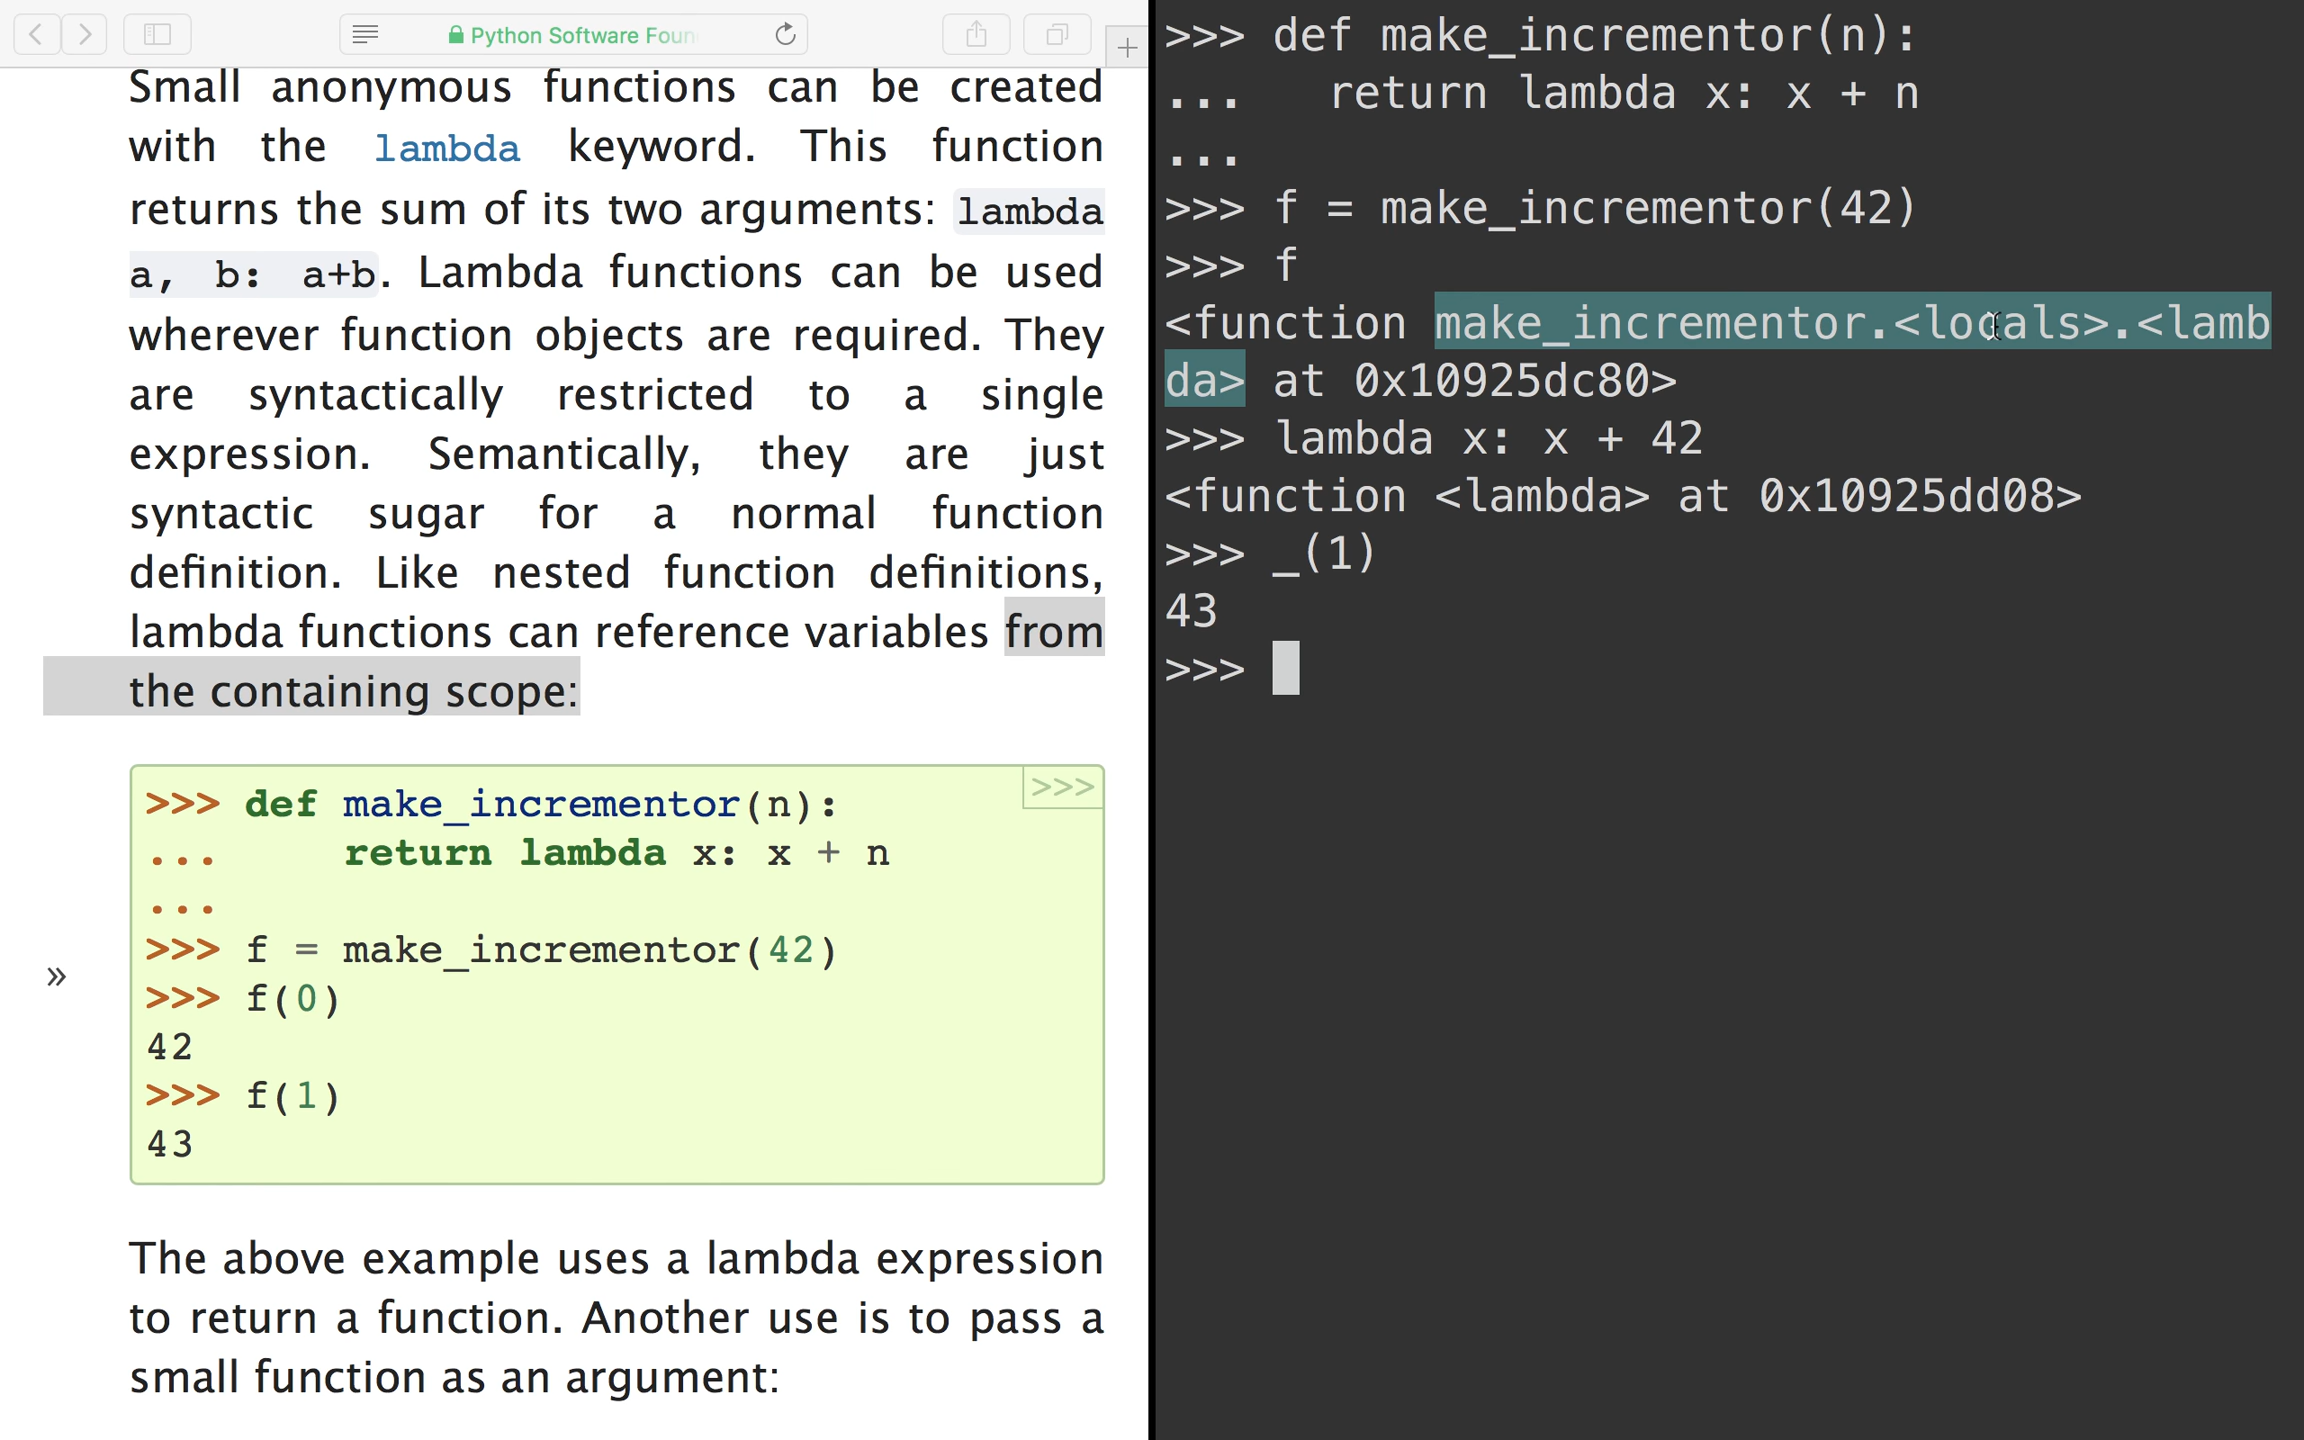 Python Software Foun
Small anonymous functions can be created
with the lambda keyword. This function
returns the sum of its two arguments: lambda
a, b: a+b. Lambda functions can be used
wherever function objects are required. They
are syntactically restricted to a single
expression. Semantically, they are just
syntactic sugar for a normal function
definition. Like nested function definitions,
lambda functions can reference variables from
the containing scope:
>>>
>>> def make_incrementor(n):
...     return lambda x: x + n
...
>>> f = make_incrementor(42)
>>> f(0)
42
>>> f(1)
43
»
The above example uses a lambda expression
to return a function. Another use is to pass a
small function as an argument:
>>> def make_incrementor(n):
...   return lambda x: x + n
...
>>> f = make_incrementor(42)
>>> f
<function make_incrementor.<locals>.<lamb
da> at 0x10925dc80>
>>> lambda x: x + 42
<function <lambda> at 0x10925dd08>
>>> _(1)
43
>>>